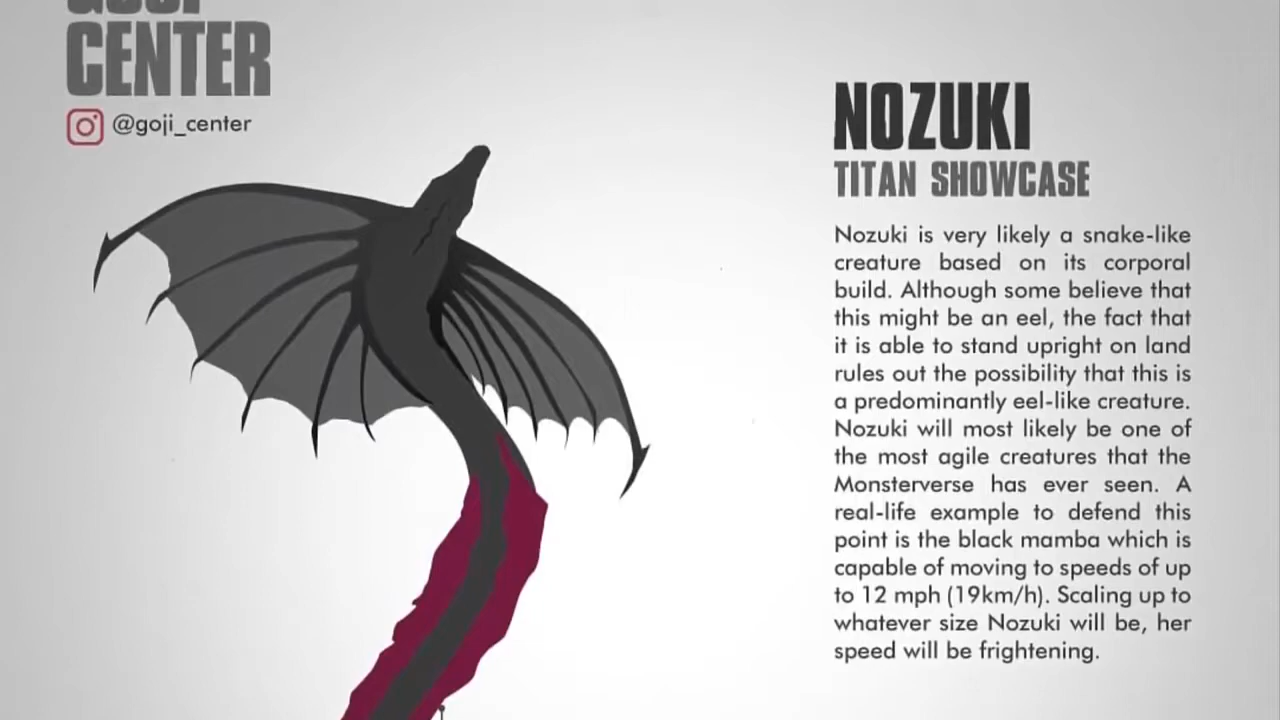 CENTER
@goji_center
NOZUKI
TITAN SHOWCASE
Nozuki is very likely a snake-like
creature based on its corporal
build. Although some believe that
this might be an eel, the fact that
it is able to stand upright on land
rules out the possibility that this is
a predominantly eel-like creature.
Nozuki will most likely be one of
the most agile creatures that the
Monsterverse has ever seen. A
real-life example to defend this
point is the black mamba which is
capable of moving to speeds of up
to 12 mph (19km/h). Scaling up to
whatever size Nozuki will be, her
speed will be frightening.